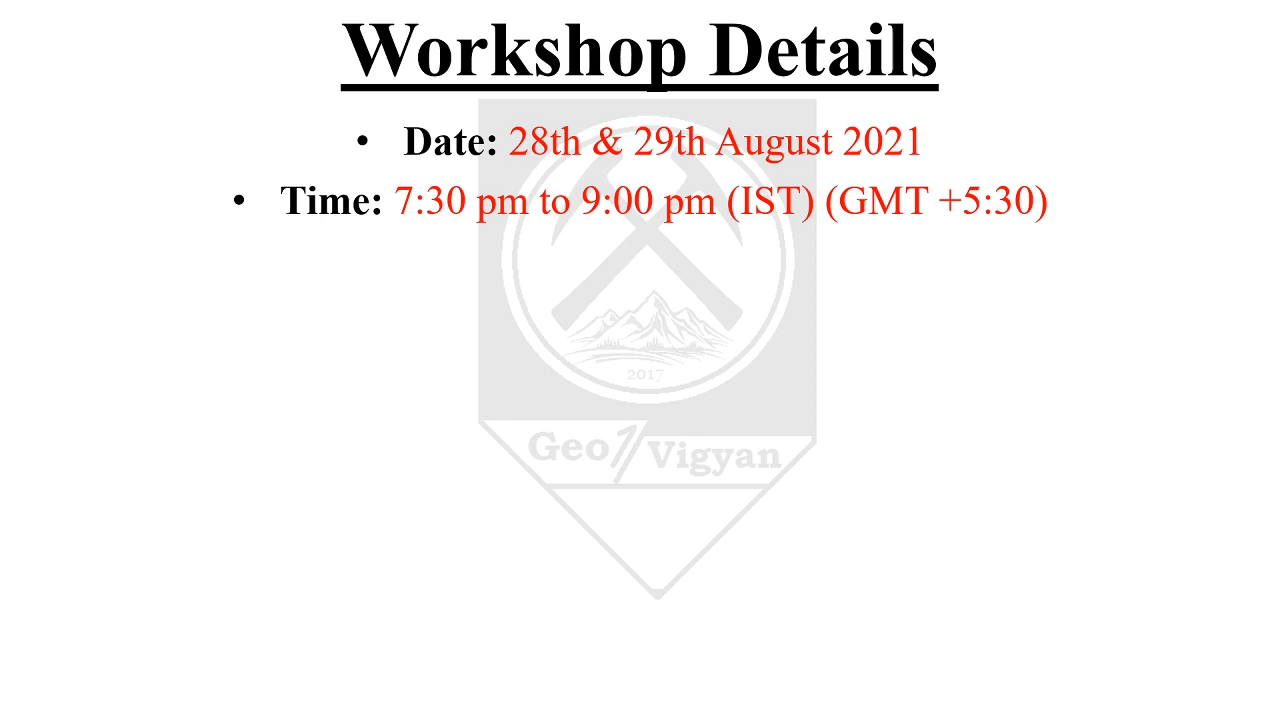 Workshop Details
• Date: 28th & 29th August 2021
• Time: 7:30 pm to 9:00 pm (IST) (GMT +5:30)
2017
Geo Vigyan